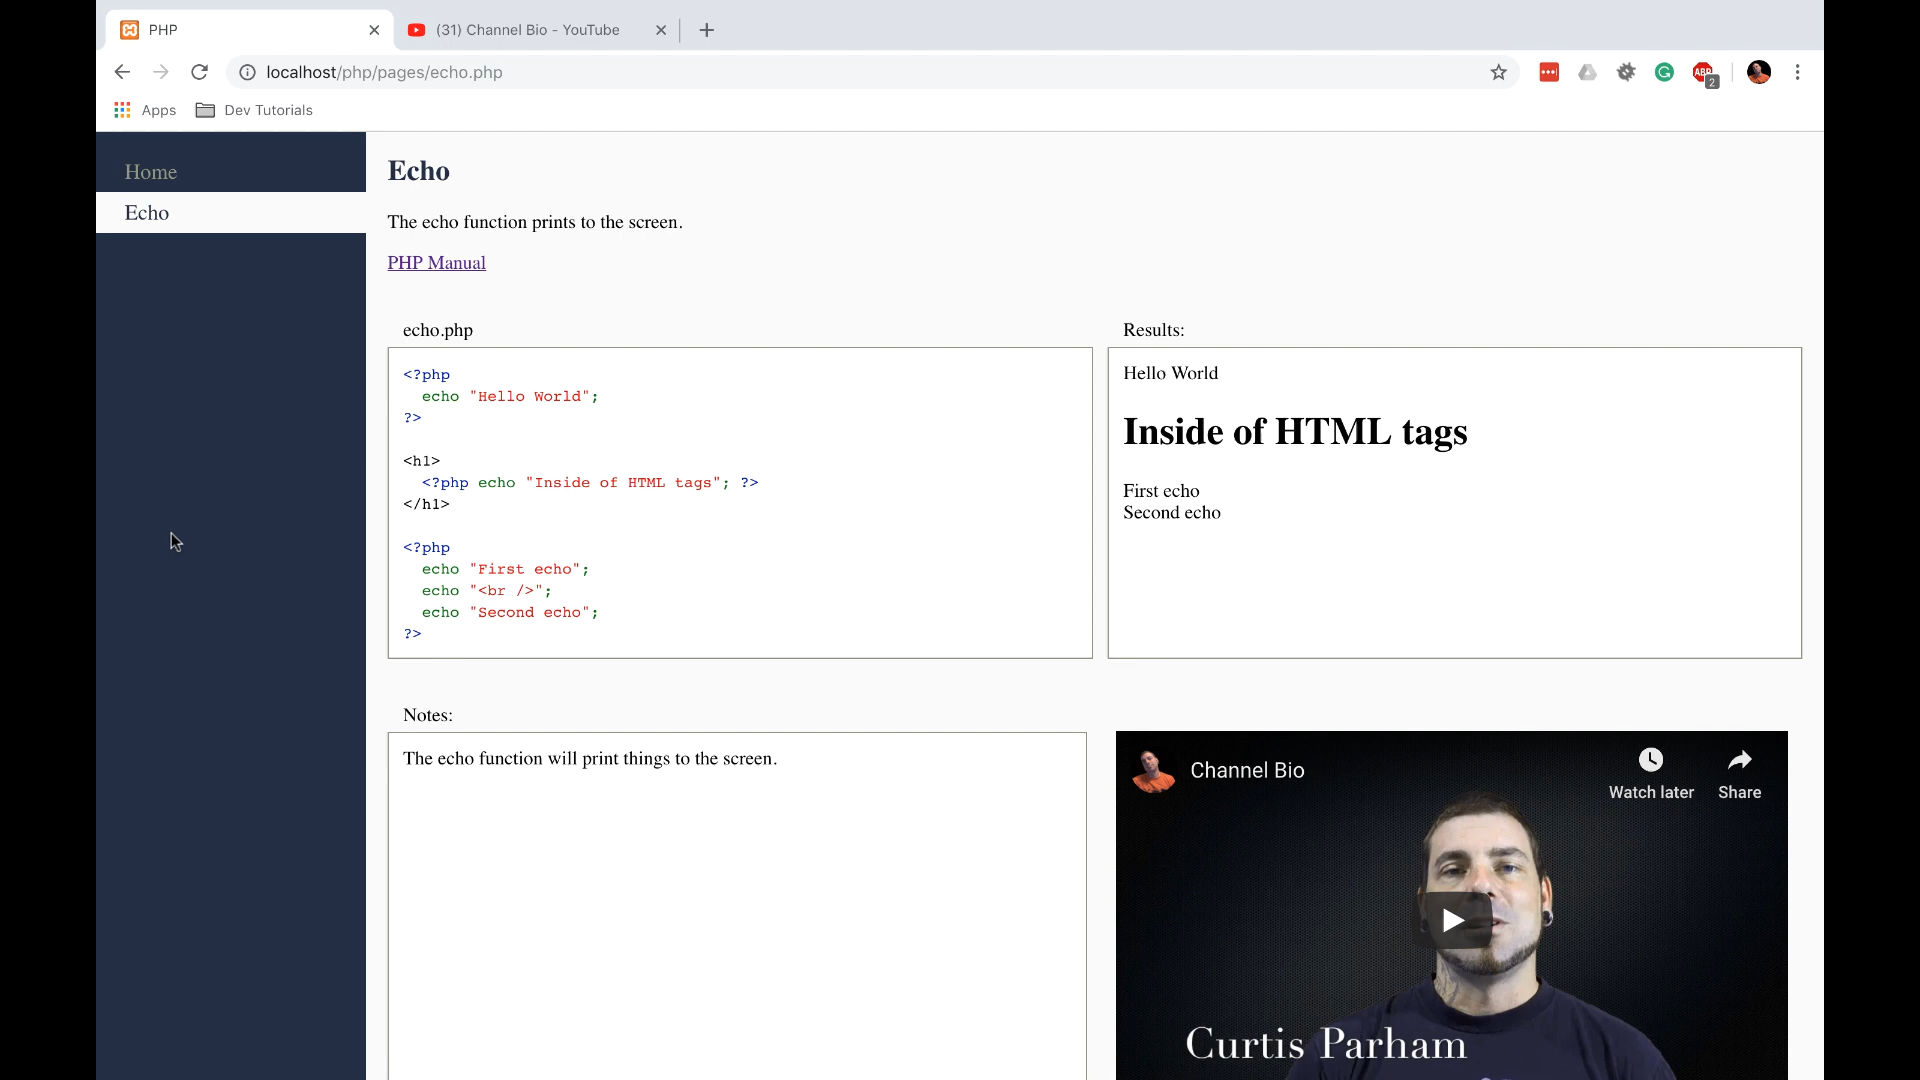 PHP
(31) Channel Bio - YouTube
localhost/php/pages/echo.php
ABP
2
Apps
Dev Tutorials
Home
Echo
Echo
The echo function prints to the screen.
PHP Manual
echo.php
<?php
  echo "Hello World";
?>
<h1>
  <?php echo "Inside of HTML tags"; ?>
</h1>
<?php
  echo "First echo";
  echo "<br />";
  echo "Second echo";
?>
Results:
Hello World
Inside of HTML tags
First echo
Second echo
Notes:
The echo function will print things to the screen.
Channel Bio
Watch later
Share
Curtis Parham